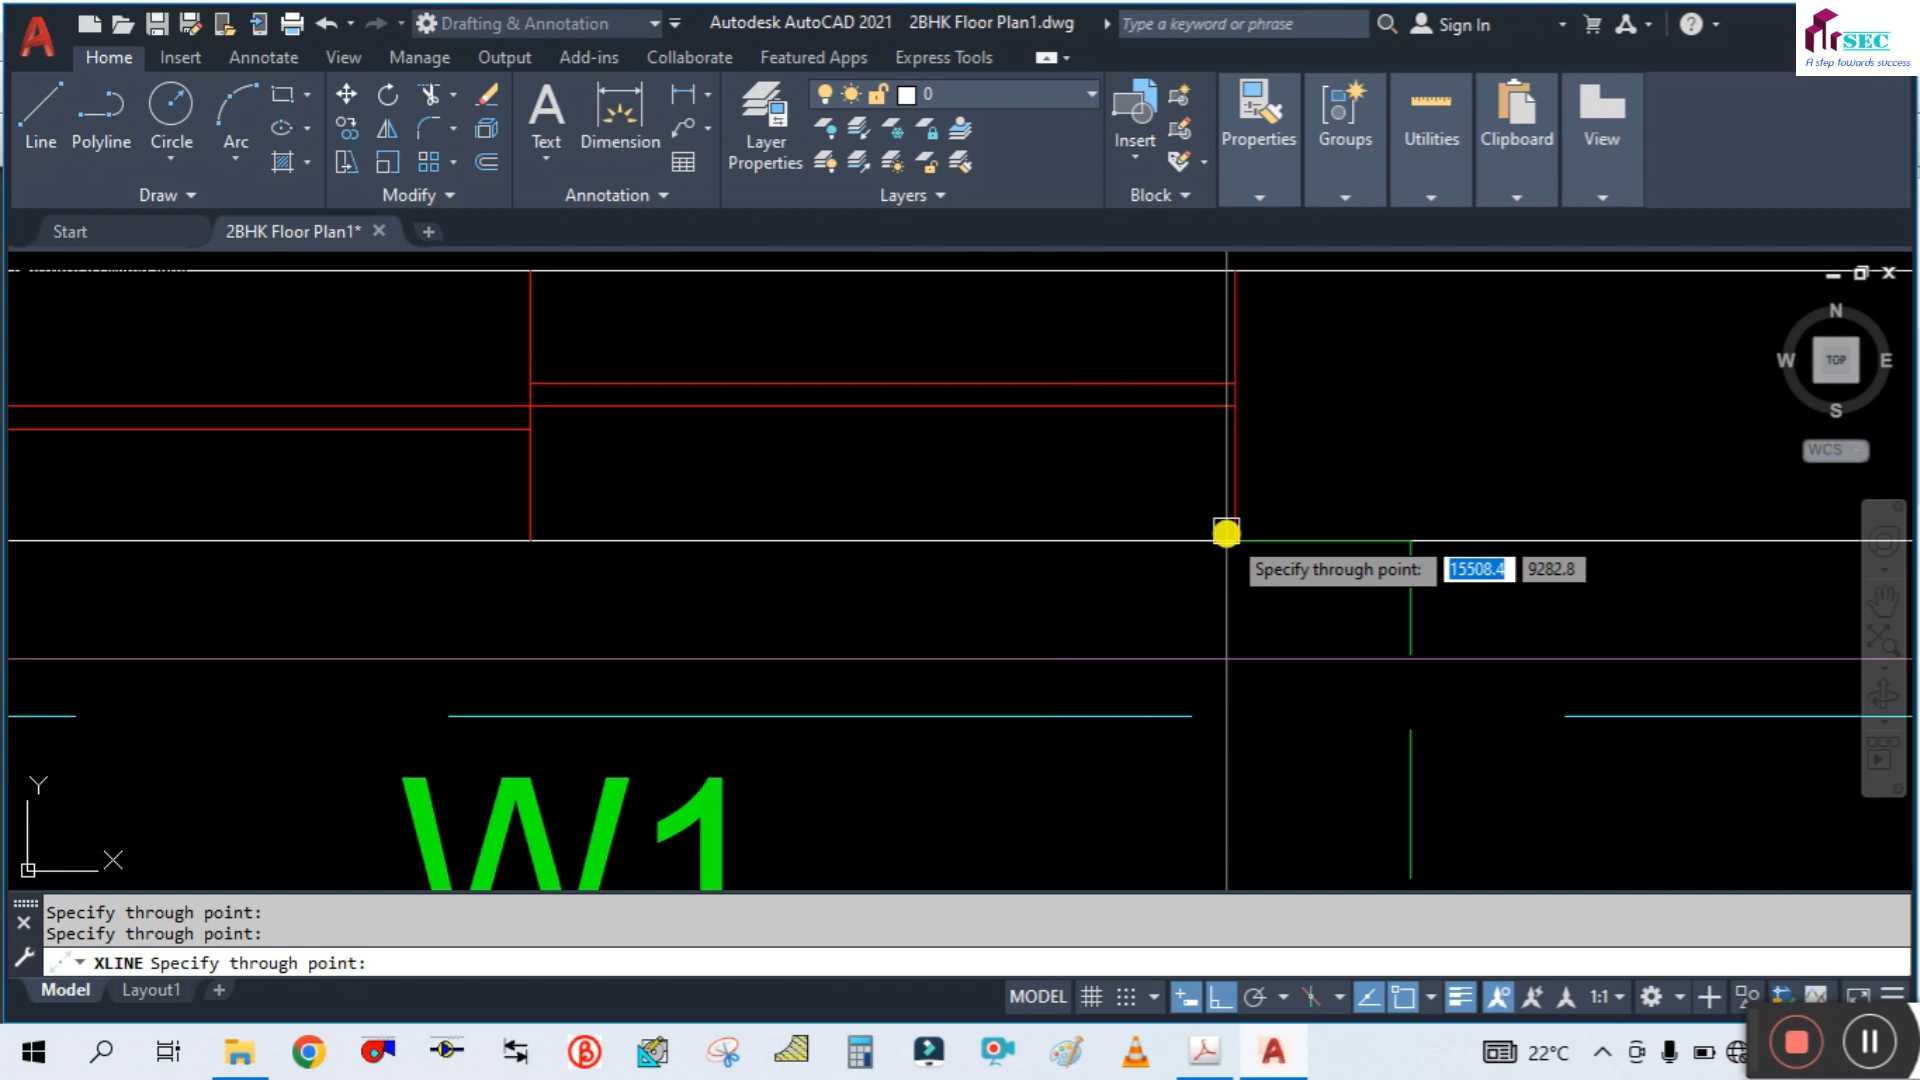 Drafting & Annotation
Autodesk AutoCAD 2021 2BHK Floor Plan1.dwg
Type a keyword or phrase
Sign In
SEC
A step towards success
Home Insert Annotate View Manage Output Add-ins Collaborate Featured Apps Express Tools
0
Line Polyline Circle Arc Text Dimension Layer Properties Insert Properties Groups Utilities Clipboard View
Draw Modify Annotation Layers Block
Start 2BHK Floor Plan1*
N
W TOP E
S
WCS
Specify through point: 15508.4 9282.8
Y
X
W1
Specify through point:
Specify through point:
XLINE Specify through point:
Model Layout1
MODEL 1:1
22°C